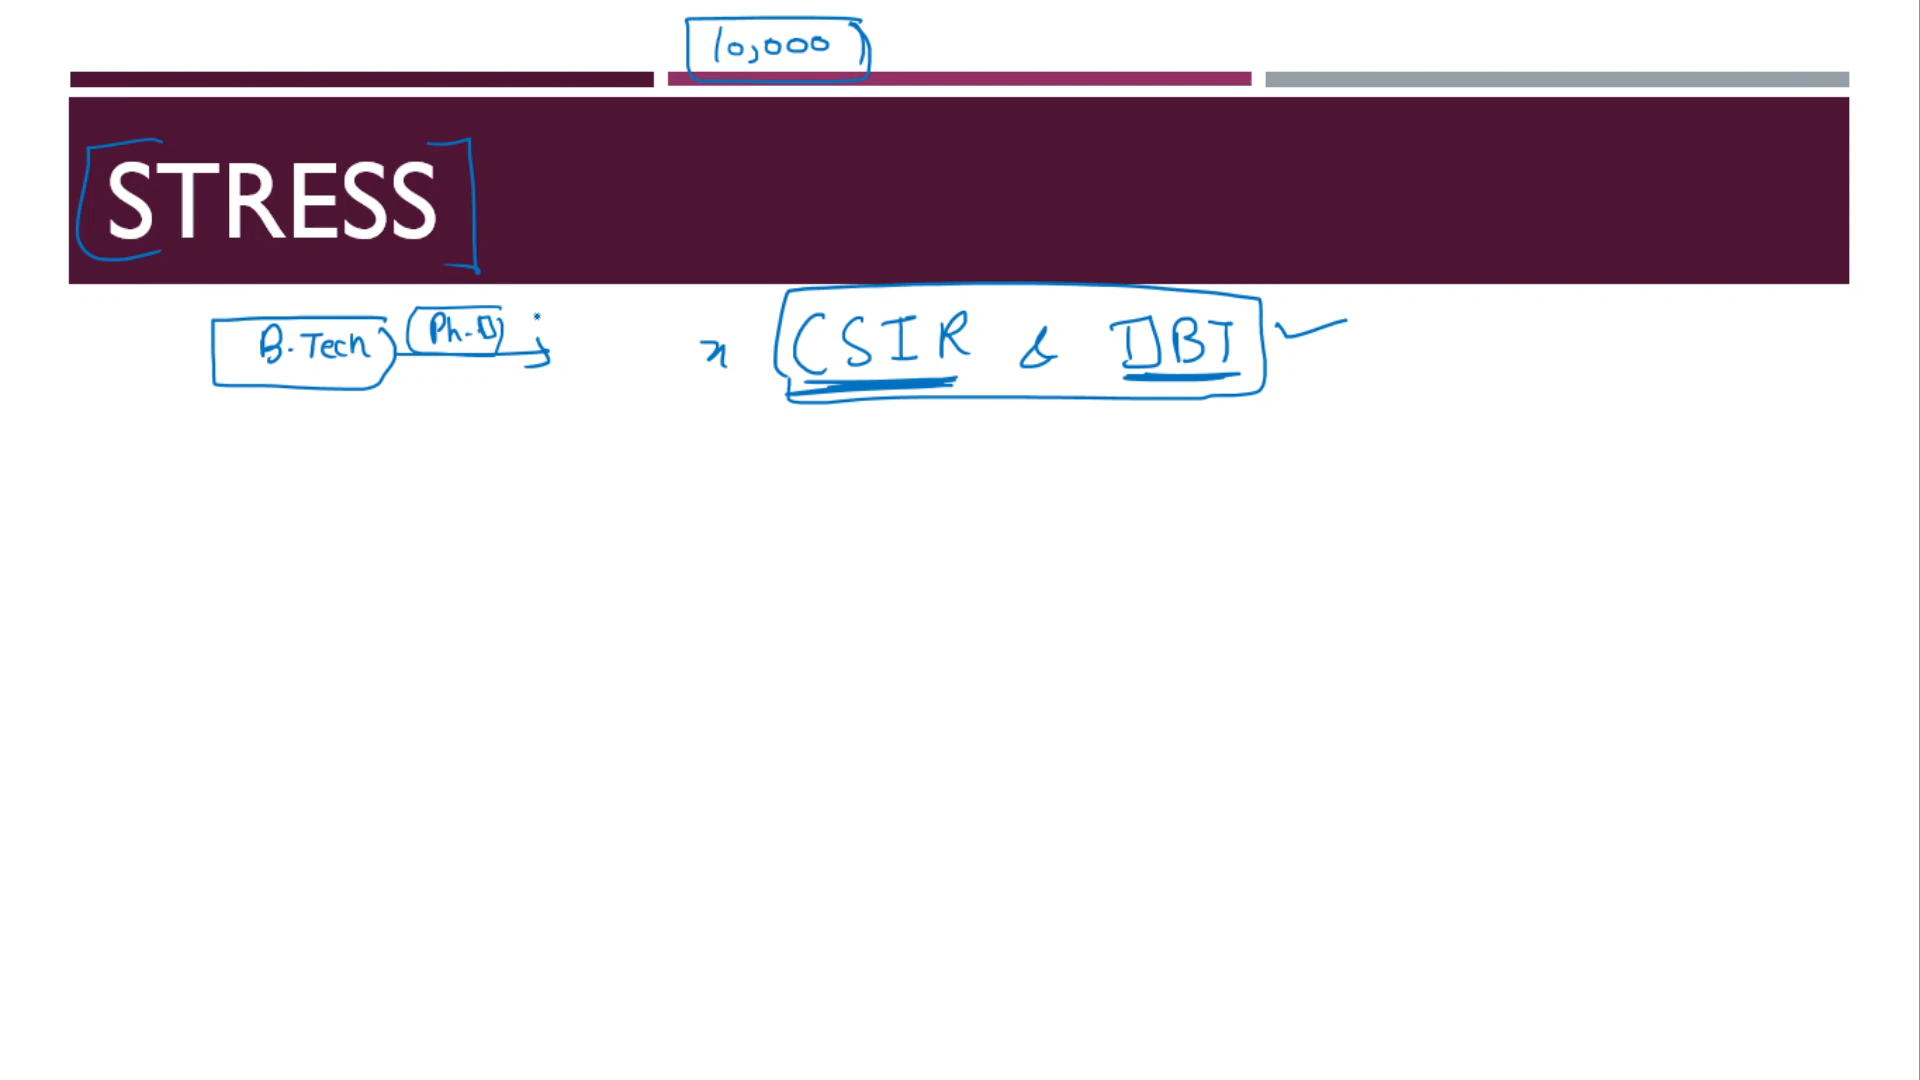 10,000
STRESS
B.Tech Ph.D x CSIR & DBT